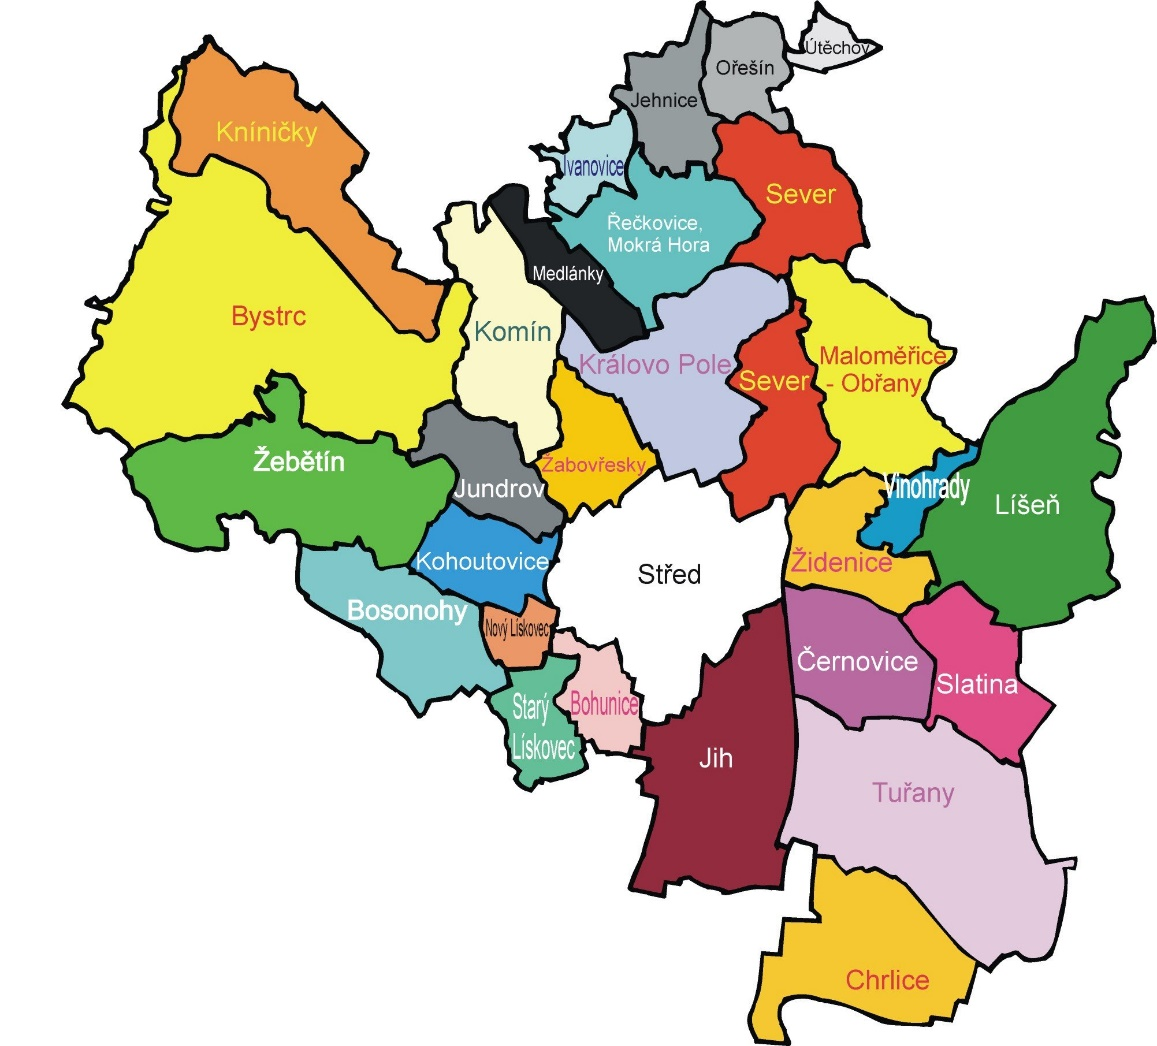 Útěchov
Ořešín
Jehnice
Kníničky
Ivanovice
Sever
Řečkovice,
Mokrá Hora
Medlánky
Bystrc
Komín
Královo Pole
Maloměřice
- Obřany
Sever
Žebětín
Žabovřesky
Jundrov
Vinohrady
Líšeň
Kohoutovice
Střed
Židenice
Bosonohy
Nový Lískovec
Černovice
Slatina
Starý
Lískovec
Bohunice
Jih
Tuřany
Chrlice